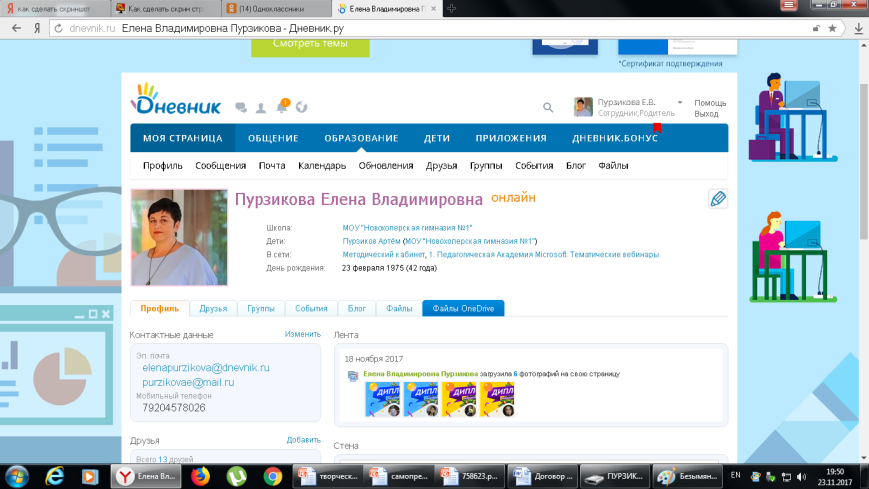 как сделать скриншот
Как сделать скрин стр
(14) Одноклассники
Елена Владимировна П
dnevnik.ru Елена Владимировна Пурзикова - Дневник.ру
Смотреть темы
*Сертификат подтверждения
Дневник
1
Пурзикова Е.В.
Сотрудник,Родитель
Помощь
Выход
МОЯ СТРАНИЦА ОБЩЕНИЕ ОБРАЗОВАНИЕ ДЕТИ ПРИЛОЖЕНИЯ ДНЕВНИК.БОНУС
Профиль Сообщения Почта Календарь Обновления Друзья Группы События Блог Файлы
Пурзикова Елена Владимировна онлайн
Школа: МОУ "Новохоперская гимназия №1"
Дети: Пурзиков Артём (МОУ "Новохоперская гимназия №1")
В сети: Методический кабинет, 1. Педагогическая Академия Microsoft. Тематические вебинары
День рождения: 23 февраля 1975 (42 года)
Профиль Друзья Группы События Блог Файлы Файлы OneDrive
Контактные данные Изменить
Эл. почта
elenapurzikova@dnevnik.ru
purzikovae@mail.ru
Мобильный телефон
79204578026
Друзья Добавить
Всего 13 друзей
Лента
18 ноября 2017
Елена Владимировна Пурзикова загрузила 6 фотографий на свою страницу
ДИПЛ ДИПЛ ДИПЛ ДИПЛ
Стена
Елена Вл...
творческ...
самопре...
758623.p...
Договор ...
ПУРЗИК...
Безымян...
EN
19:50
23.11.2017